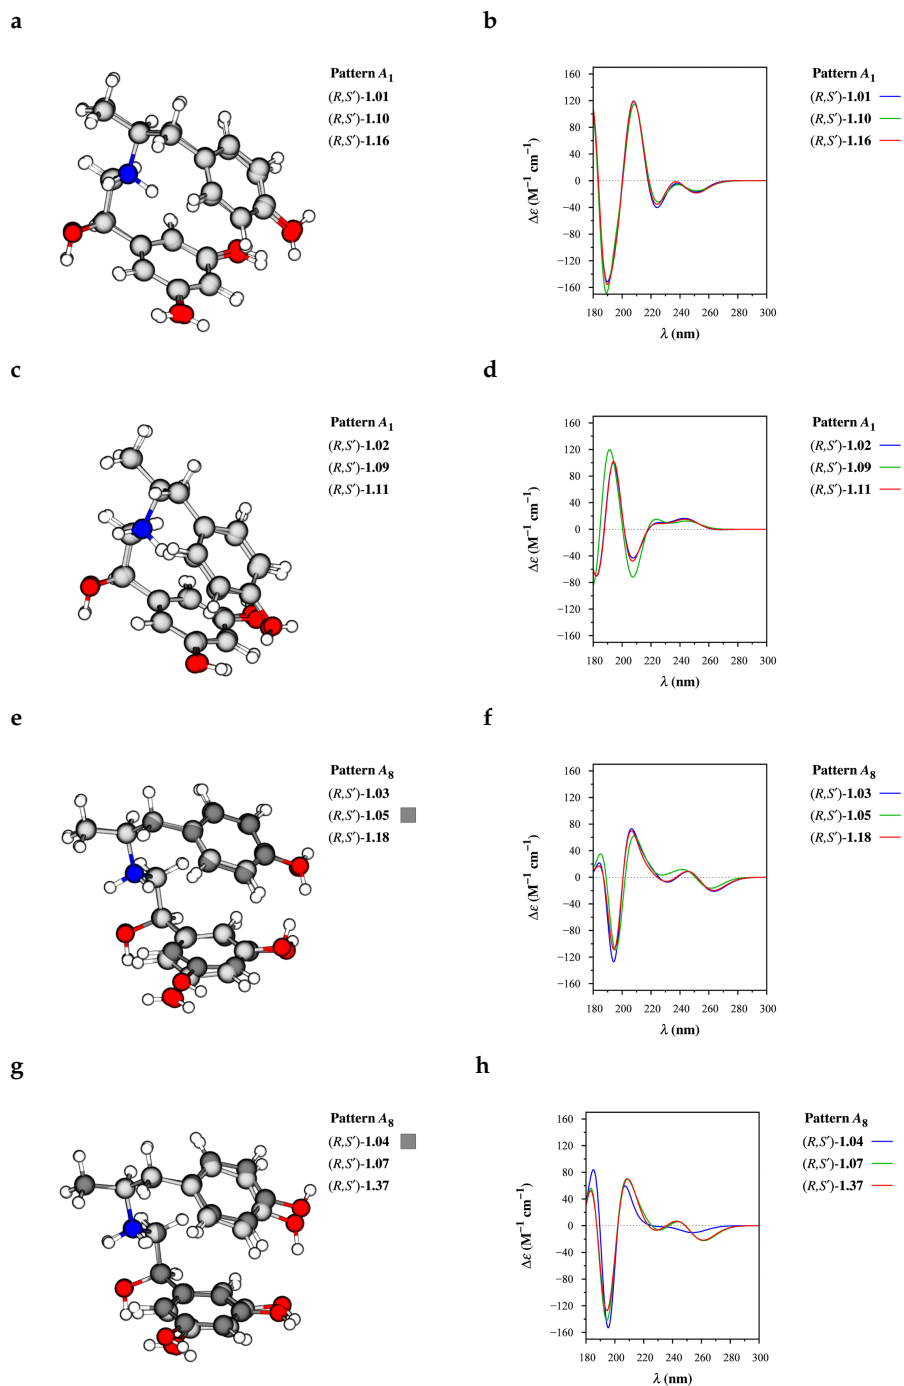 a
Pattern A1
(R,S′)-1.01
(R,S′)-1.10
(R,S′)-1.16
b
160
120
80
40
0
−40
−80
−120
−160
180 200 220 240 260 280 300
Δε (M−1 cm−1)
λ (nm)
Pattern A1
(R,S′)-1.01
(R,S′)-1.10
(R,S′)-1.16
c
Pattern A1
(R,S′)-1.02
(R,S′)-1.09
(R,S′)-1.11
d
160
120
80
40
0
−40
−80
−120
−160
180 200 220 240 260 280 300
Δε (M−1 cm−1)
λ (nm)
Pattern A1
(R,S′)-1.02
(R,S′)-1.09
(R,S′)-1.11
e
Pattern A8
(R,S′)-1.03
(R,S′)-1.05
(R,S′)-1.18
f
160
120
80
40
0
−40
−80
−120
−160
180 200 220 240 260 280 300
Δε (M−1 cm−1)
λ (nm)
Pattern A8
(R,S′)-1.03
(R,S′)-1.05
(R,S′)-1.18
g
Pattern A8
(R,S′)-1.04
(R,S′)-1.07
(R,S′)-1.37
h
160
120
80
40
0
−40
−80
−120
−160
180 200 220 240 260 280 300
Δε (M−1 cm−1)
λ (nm)
Pattern A8
(R,S′)-1.04
(R,S′)-1.07
(R,S′)-1.37